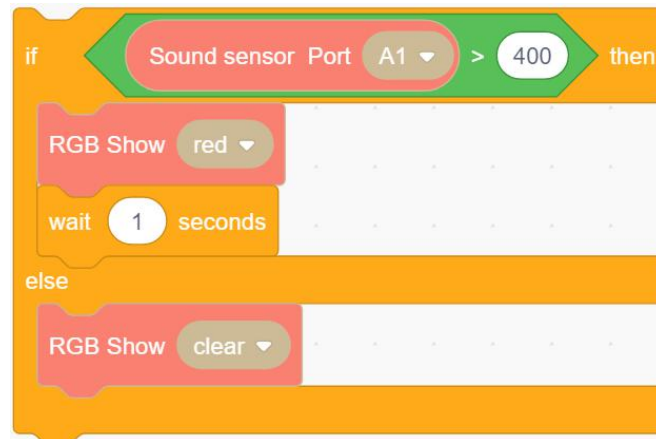 if Sound sensor Port A1 > 400 then
RGB Show red
wait 1 seconds
else
RGB Show clear